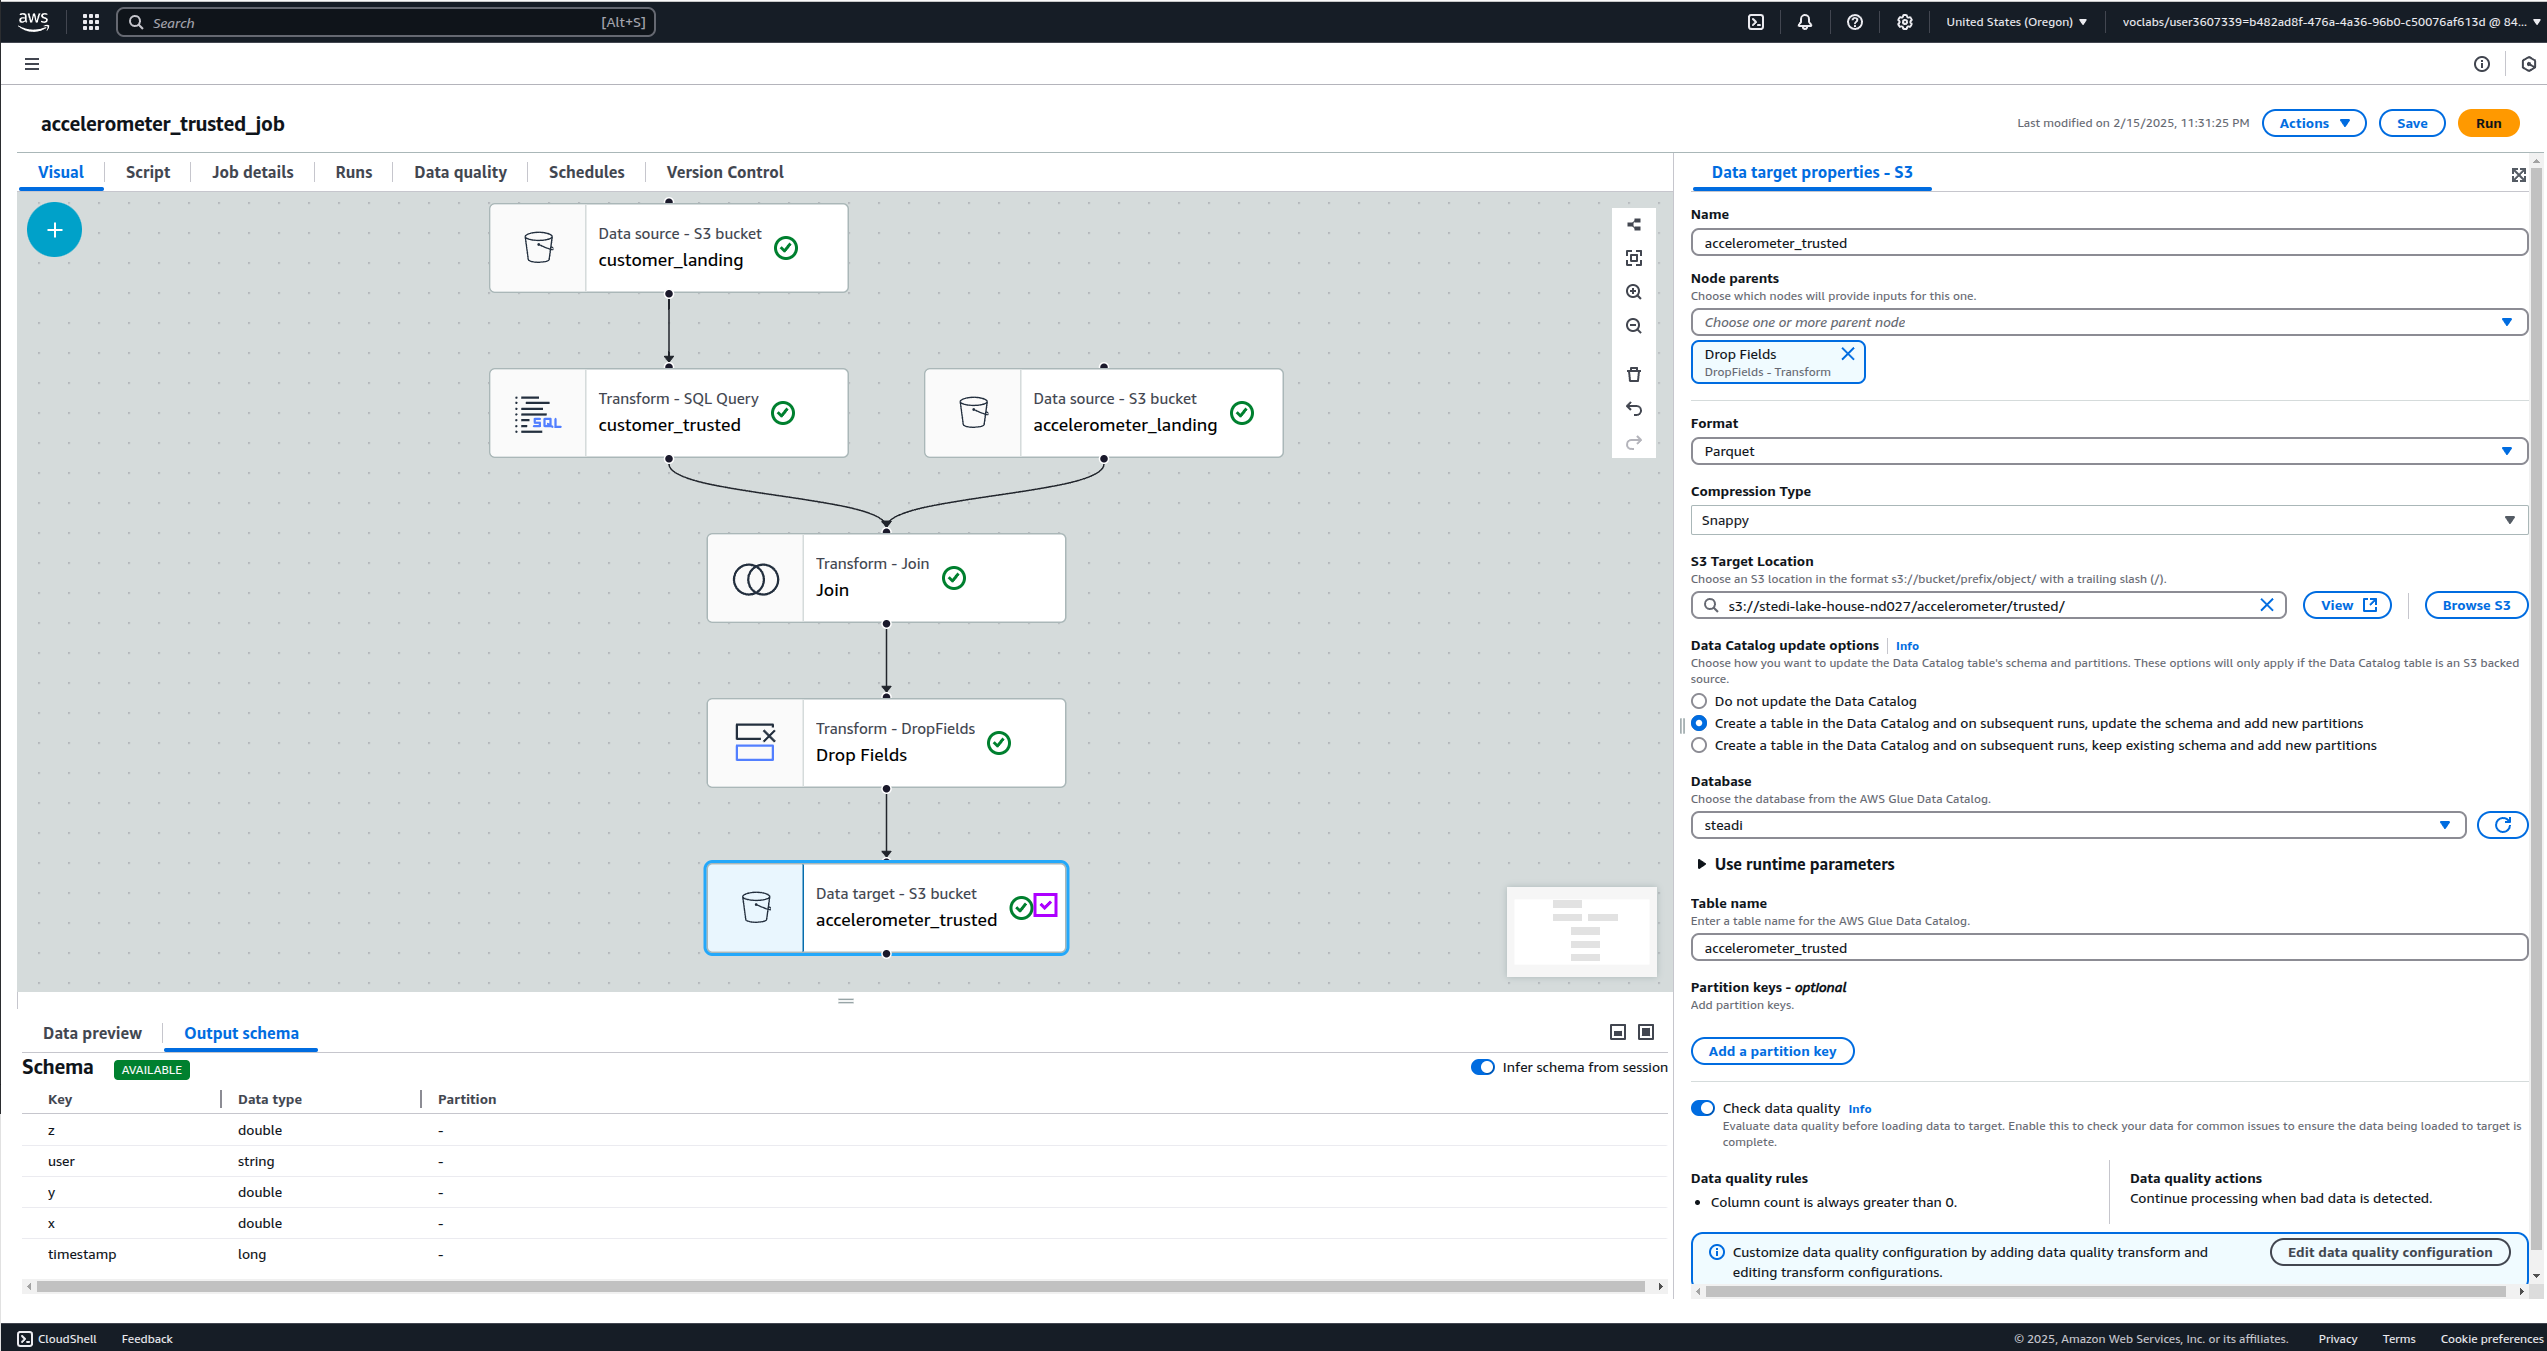 aws
Search
[Alt+S]
United States (Oregon)
voclabs/user3607339=b482ad8f-476a-4a36-96b0-c50076af613d @ 84...
accelerometer_trusted_job
Last modified on 2/15/2025, 11:31:25 PM
Actions
Save
Run
Visual
Script
Job details
Runs
Data quality
Schedules
Version Control
Data source - S3 bucket
customer_landing
Transform - SQL Query
customer_trusted
SQL
Data source - S3 bucket
accelerometer_landing
Transform - Join
Join
Transform - DropFields
Drop Fields
Data target - S3 bucket
accelerometer_trusted
Data preview
Output schema
Schema
AVAILABLE
Infer schema from session
Key Data type Partition
z double -
user string -
y double -
x double -
timestamp long -
Data target properties - S3
Name
accelerometer_trusted
Node parents
Choose which nodes will provide inputs for this one.
Choose one or more parent node
Drop Fields
DropFields - Transform
Format
Parquet
Compression Type
Snappy
S3 Target Location
Choose an S3 location in the format s3://bucket/prefix/object/ with a trailing slash (/).
s3://stedi-lake-house-nd027/accelerometer/trusted/
View
Browse S3
Data Catalog update options
Info
Choose how you want to update the Data Catalog table's schema and partitions. These options will only apply if the Data Catalog table is an S3 backed
source.
Do not update the Data Catalog
Create a table in the Data Catalog and on subsequent runs, update the schema and add new partitions
Create a table in the Data Catalog and on subsequent runs, keep existing schema and add new partitions
Database
Choose the database from the AWS Glue Data Catalog.
steadi
Use runtime parameters
Table name
Enter a table name for the AWS Glue Data Catalog.
accelerometer_trusted
Partition keys - optional
Add partition keys.
Add a partition key
Check data quality
Info
Evaluate data quality before loading data to target. Enable this to check your data for common issues to ensure the data being loaded to target is
complete.
Data quality rules
• Column count is always greater than 0.
Data quality actions
Continue processing when bad data is detected.
Customize data quality configuration by adding data quality transform and
editing transform configurations.
Edit data quality configuration
CloudShell
Feedback
© 2025, Amazon Web Services, Inc. or its affiliates.
Privacy
Terms
Cookie preferences